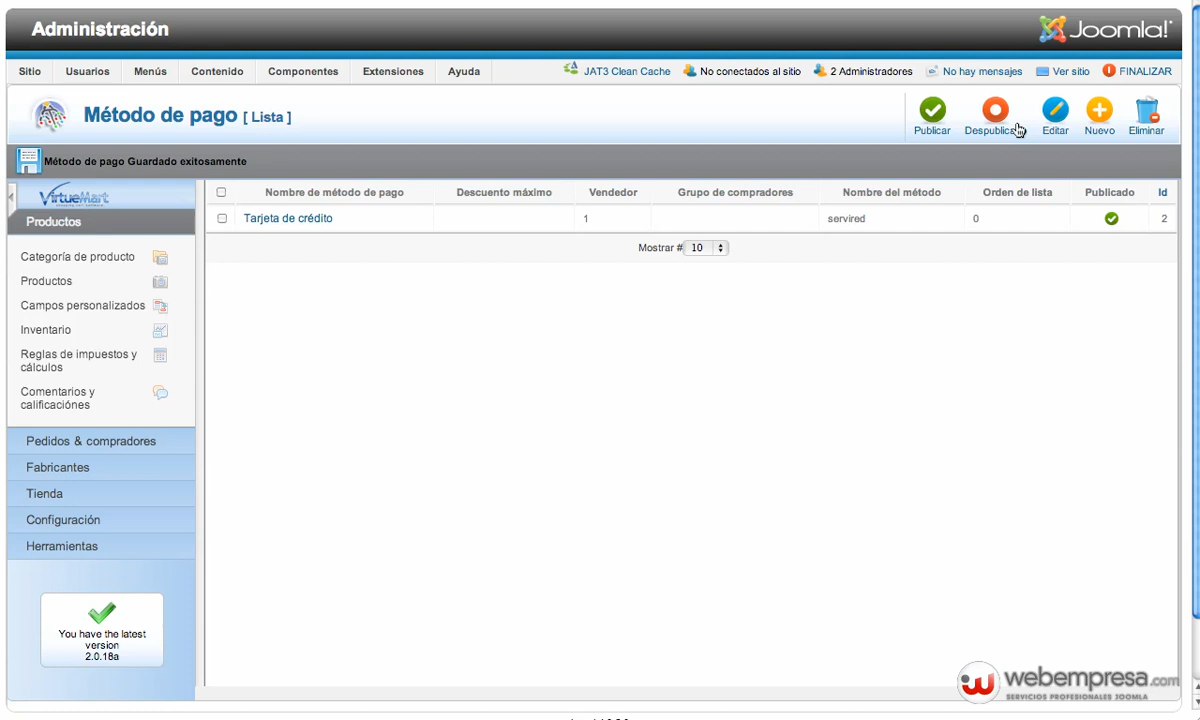 Administración
Joomla!
Sitio Usuarios Menús Contenido Componentes Extensiones Ayuda JAT3 Clean Cache No conectados al sitio 2 Administradores No hay mensajes Ver sitio FINALIZAR
Método de pago [ Lista ]
Publicar Editar Nuevo Eliminar
Método de pago Guardado exitosamente
VirtueMart
Nombre de método de pago Descuento máximo Vendedor Grupo de compradores Nombre del método Orden de lista Publicado Id
Tarjeta de crédito 1 servired 0 2
Mostrar # 10
Productos
Categoría de producto
Productos
Campos personalizados
Inventario
Reglas de impuestos y
cálculos
Comentarios y
calificaciónes
Pedidos & compradores
Fabricantes
Tienda
Configuración
Herramientas
You have the latest
version
2.0.18a
webempresa.com
SERVICIOS PROFESIONALES JOOMLA